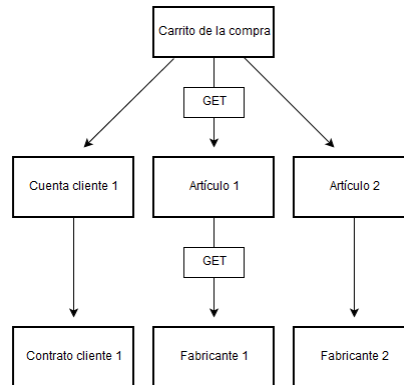 Carrito de la compra
GET
Cuenta cliente 1
Artículo 1
Artículo 2
GET
Contrato cliente 1
Fabricante 1
Fabricante 2